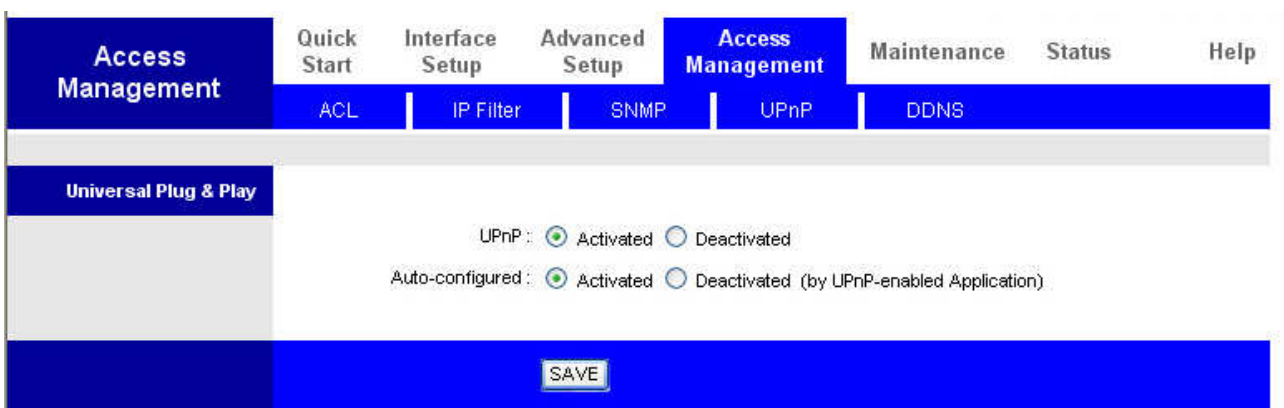 Access Management
Quick Start
Interface Setup
Advanced Setup
Access Management
Maintenance
Status
Help
ACL
IP Filter
SNMP
UPnP
DDNS
Universal Plug & Play
UPnP : Activated Deactivated
Auto-configured : Activated Deactivated (by UPnP-enabled Application)
SAVE